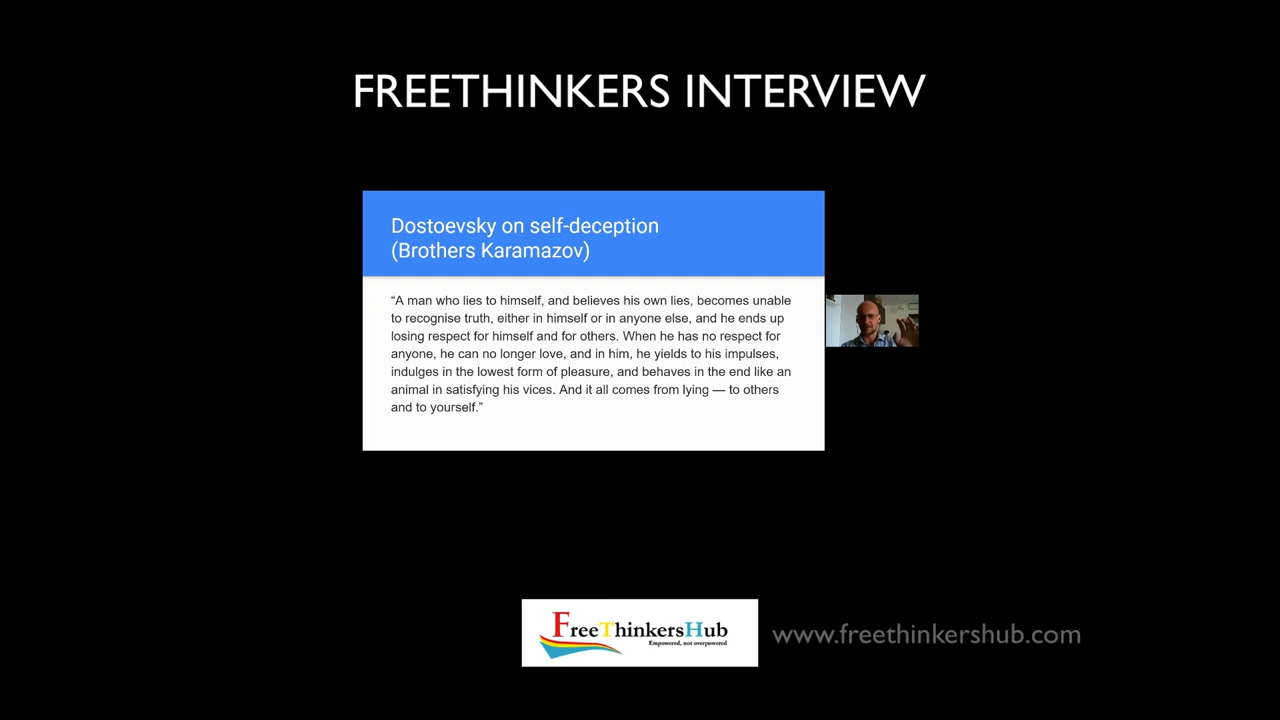 FREETHINKERS INTERVIEW
Dostoevsky on self-deception
(Brothers Karamazov)
“A man who lies to himself, and believes his own lies, becomes unable
to recognise truth, either in himself or in anyone else, and he ends up
losing respect for himself and for others. When he has no respect for
anyone, he can no longer love, and in him, he yields to his impulses,
indulges in the lowest form of pleasure, and behaves in the end like an
animal in satisfying his vices. And it all comes from lying — to others
and to yourself.”
FreeThinkersHub
Empowered, not overpowered
www.freethinkershub.com